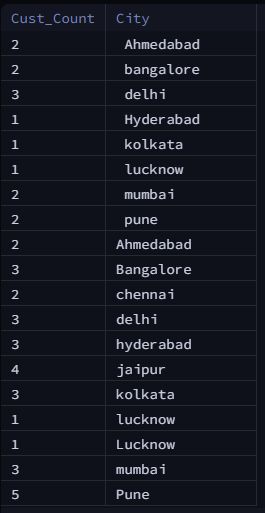 Cust_Count City
2 Ahmedabad
2 bangalore
3 delhi
1 Hyderabad
1 kolkata
1 lucknow
2 mumbai
2 pune
2 Ahmedabad
3 Bangalore
2 chennai
3 delhi
3 hyderabad
4 jaipur
3 kolkata
1 lucknow
1 Lucknow
3 mumbai
5 Pune